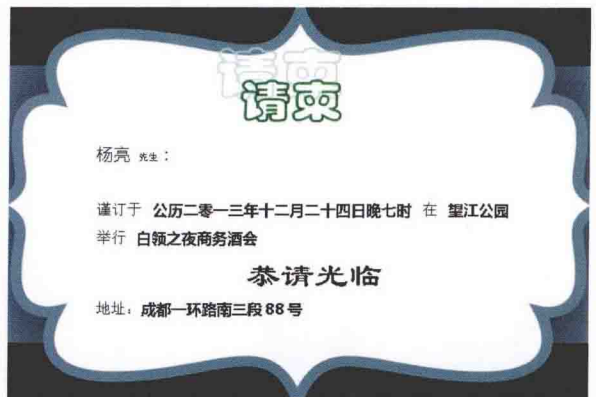 请柬
杨亮 先生：
谨订于 公历二零一三年十二月二十四日晚七时 在 望江公园
举行 白领之夜商务酒会
恭请光临
地址：成都一环路南三段88号